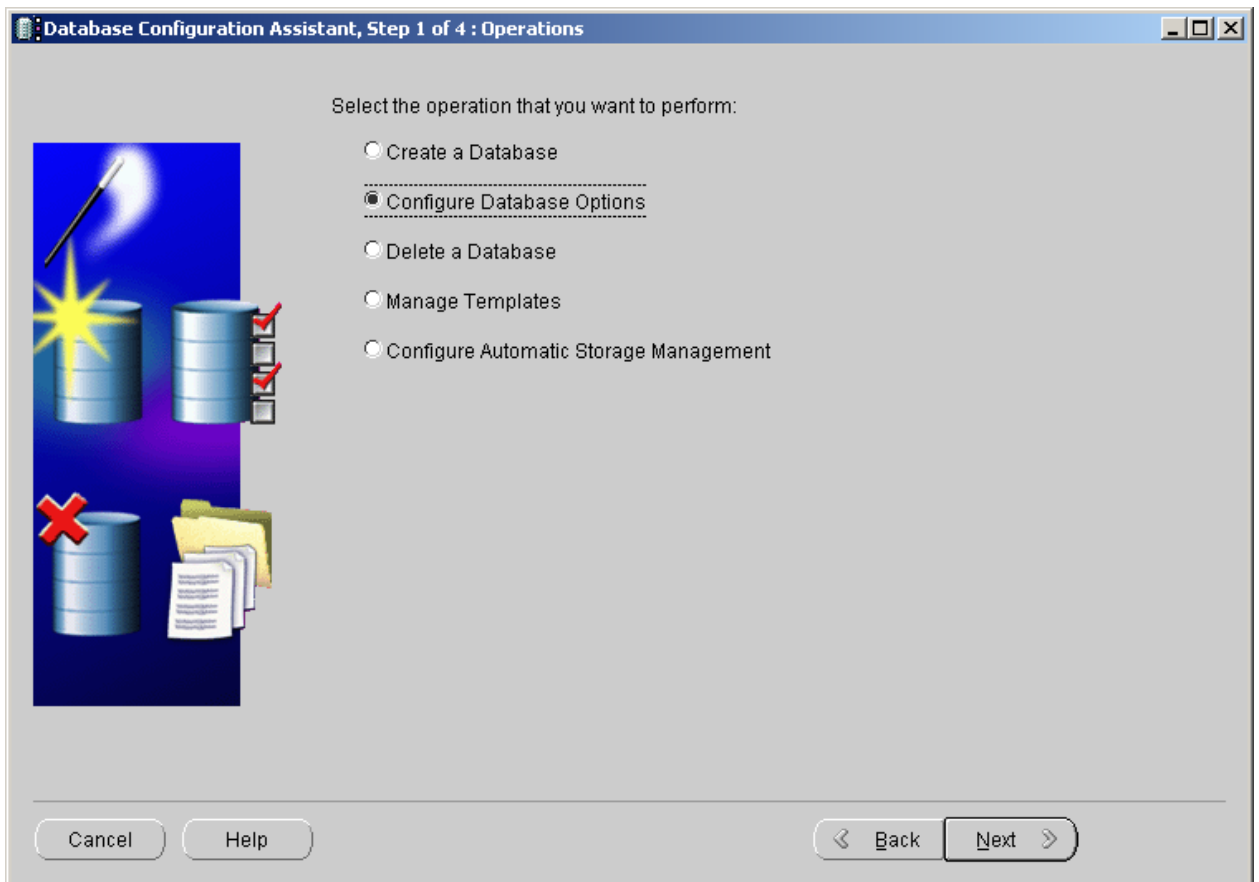 Database Configuration Assistant, Step 1 of 4 : Operations
Select the operation that you want to perform:
Create a Database
Configure Database Options
Delete a Database
Manage Templates
Configure Automatic Storage Management
Cancel
Help
Back
Next